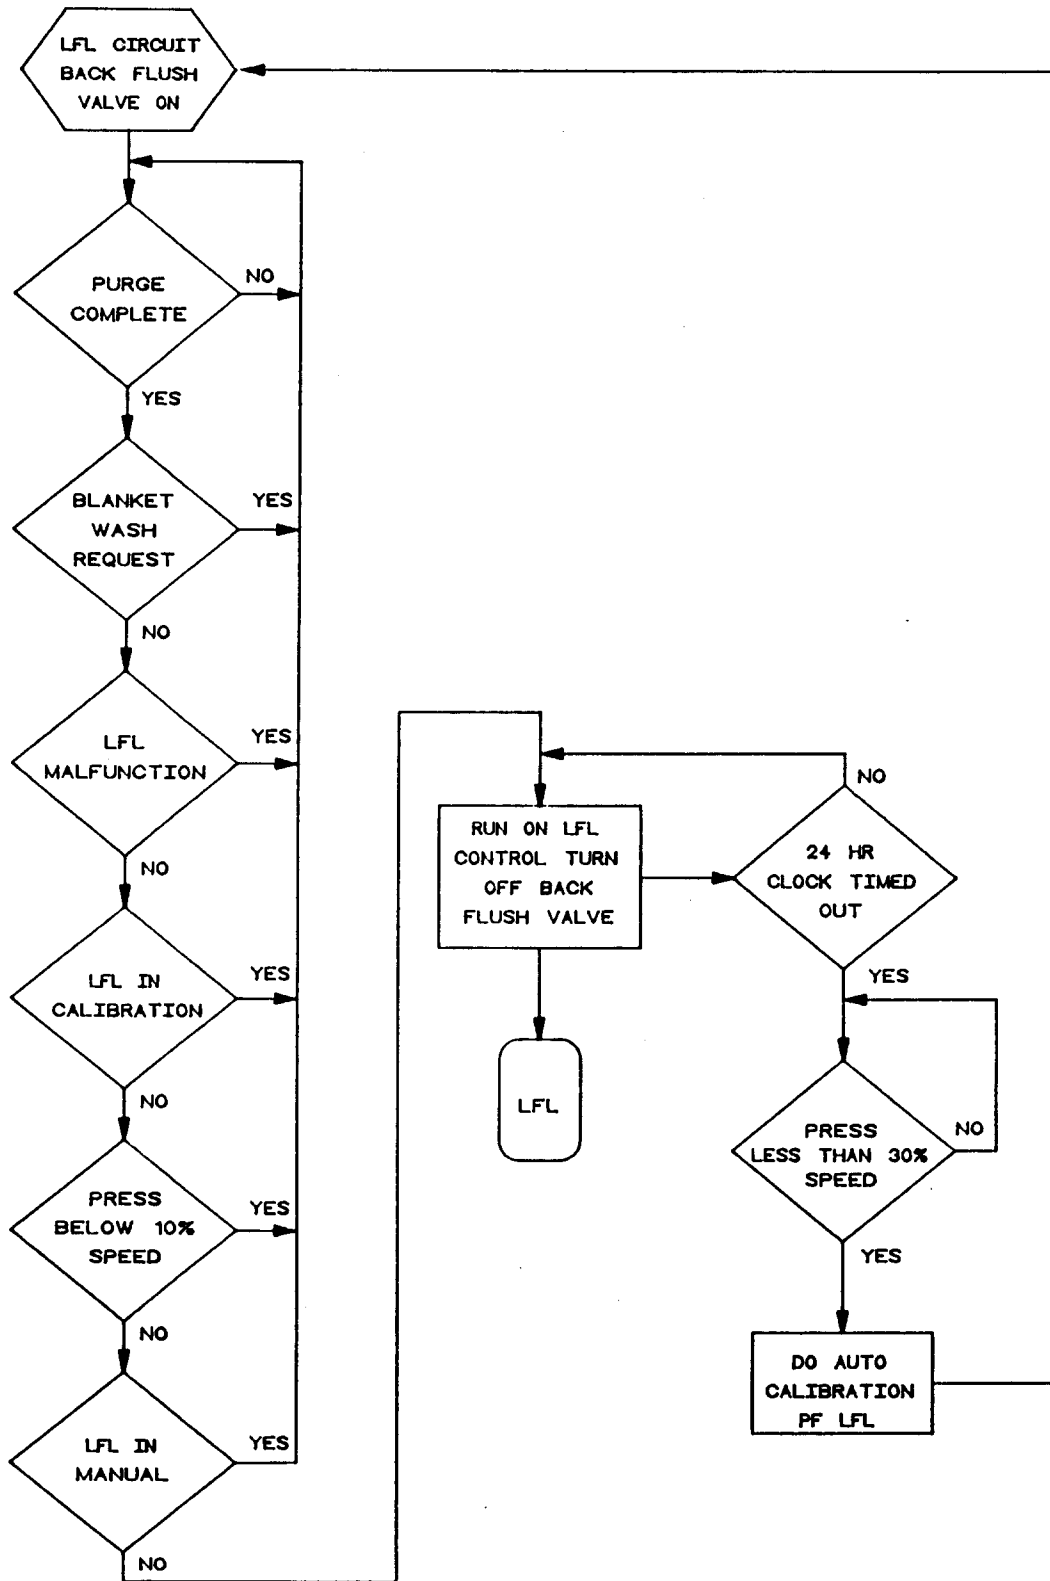 LFL CIRCUIT
BACK FLUSH
VALVE ON
PURGE
COMPLETE
NO
YES
BLANKET
WASH
REQUEST
YES
NO
LFL
MALFUNCTION
YES
NO
LFL IN
CALIBRATION
YES
NO
PRESS
BELOW 10%
SPEED
YES
NO
LFL IN
MANUAL
YES
NO
RUN ON LFL
CONTROL TURN
OFF BACK
FLUSH VALVE
LFL
NO
24 HR
CLOCK TIMED
OUT
YES
PRESS
LESS THAN 30%
SPEED
NO
YES
DO AUTO
CALIBRATION
PF LFL